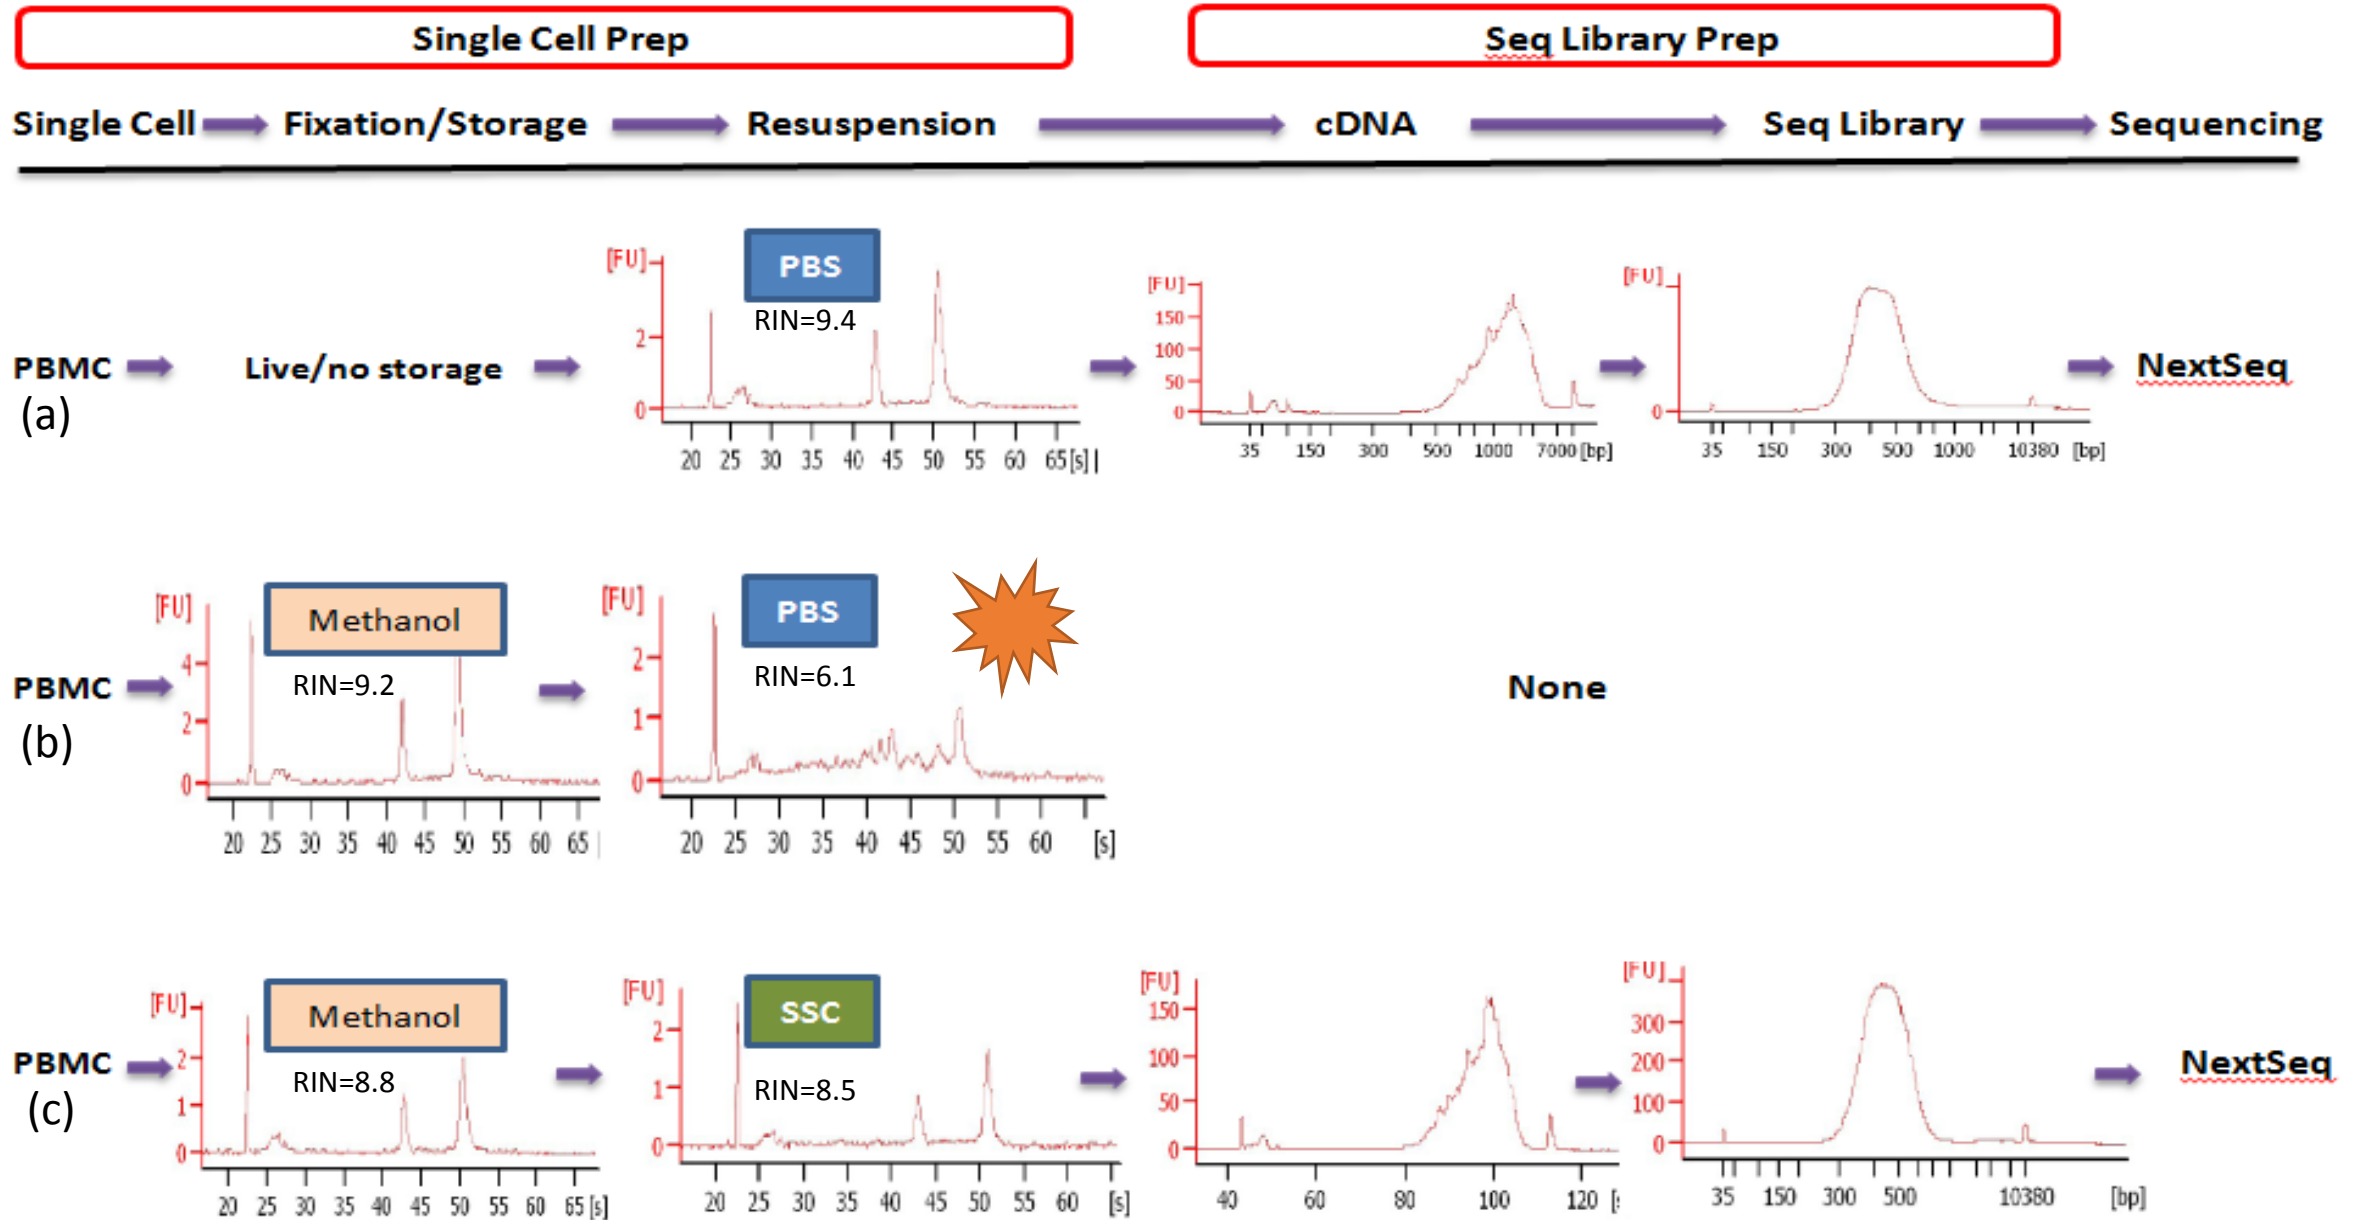 Single Cell Prep
Seq Library Prep
Single Cell Fixation/Storage Resuspension cDNA Seq Library Sequencing
PBMC
(a)
Live/no storage
[FU]
2
0
PBS
RIN=9.4
20 25 30 35 40 45 50 55 60 65 [s]
[FU]
150
100
50
0
35 150 300 500 1000 7000 [bp]
[FU]
0
35 150 300 500 1000 10380 [bp]
NextSeq
PBMC
(b)
[FU]
4
2
0
Methanol
RIN=9.2
20 25 30 35 40 45 50 55 60 65
[FU]
2
1
0
PBS
RIN=6.1
20 25 30 35 40 45 50 55 60 [s]
None
PBMC
(c)
[FU]
2
1
0
Methanol
RIN=8.8
20 25 30 35 40 45 50 55 60 65 [s]
[FU]
2
1
0
SSC
RIN=8.5
20 25 30 35 40 45 50 55 60 [s]
[FU]
150
100
50
0
40 60 80 100 120
[FU]
300
200
100
0
35 150 300 500 10380 [bp]
NextSeq